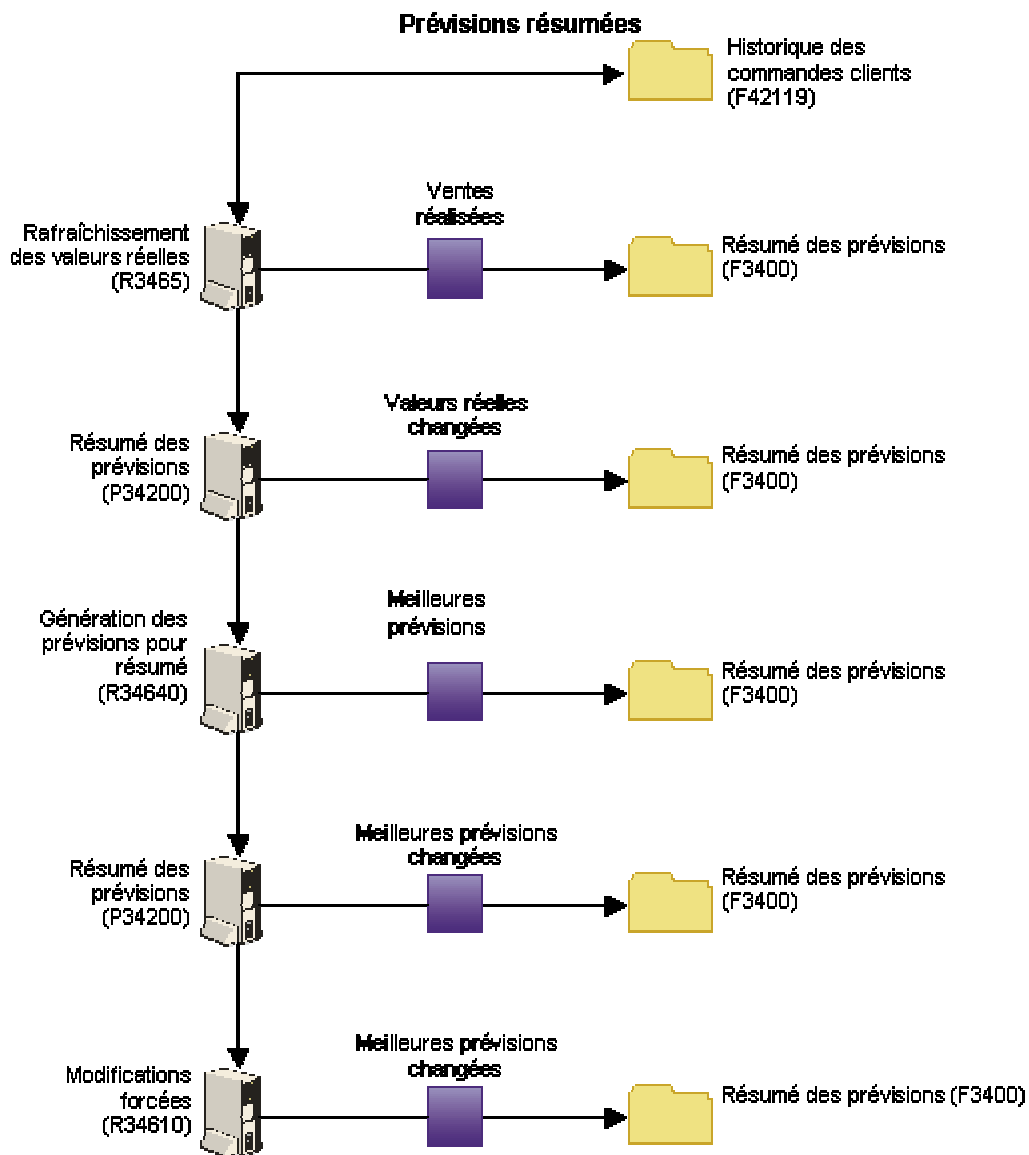 Prévisions résumées
Historique des
commandes clients
(F42119)
Ventes
réalisées
Rafraîchissement
des valeurs réelles
(R3465)
Résumé des prévisions
(F3400)
Valeurs réelles
changées
Résumé des
prévisions
(P34200)
Résumé des prévisions
(F3400)
Meilleures
prévisions
Génération des
prévisions pour
résumé
(R34640)
Résumé des prévisions
(F3400)
Meilleures prévisions
changées
Résumé des
prévisions
(P34200)
Résumé des prévisions
(F3400)
Meilleures prévisions
changées
Modifications
forcées
(R34610)
Résumé des prévisions (F3400)